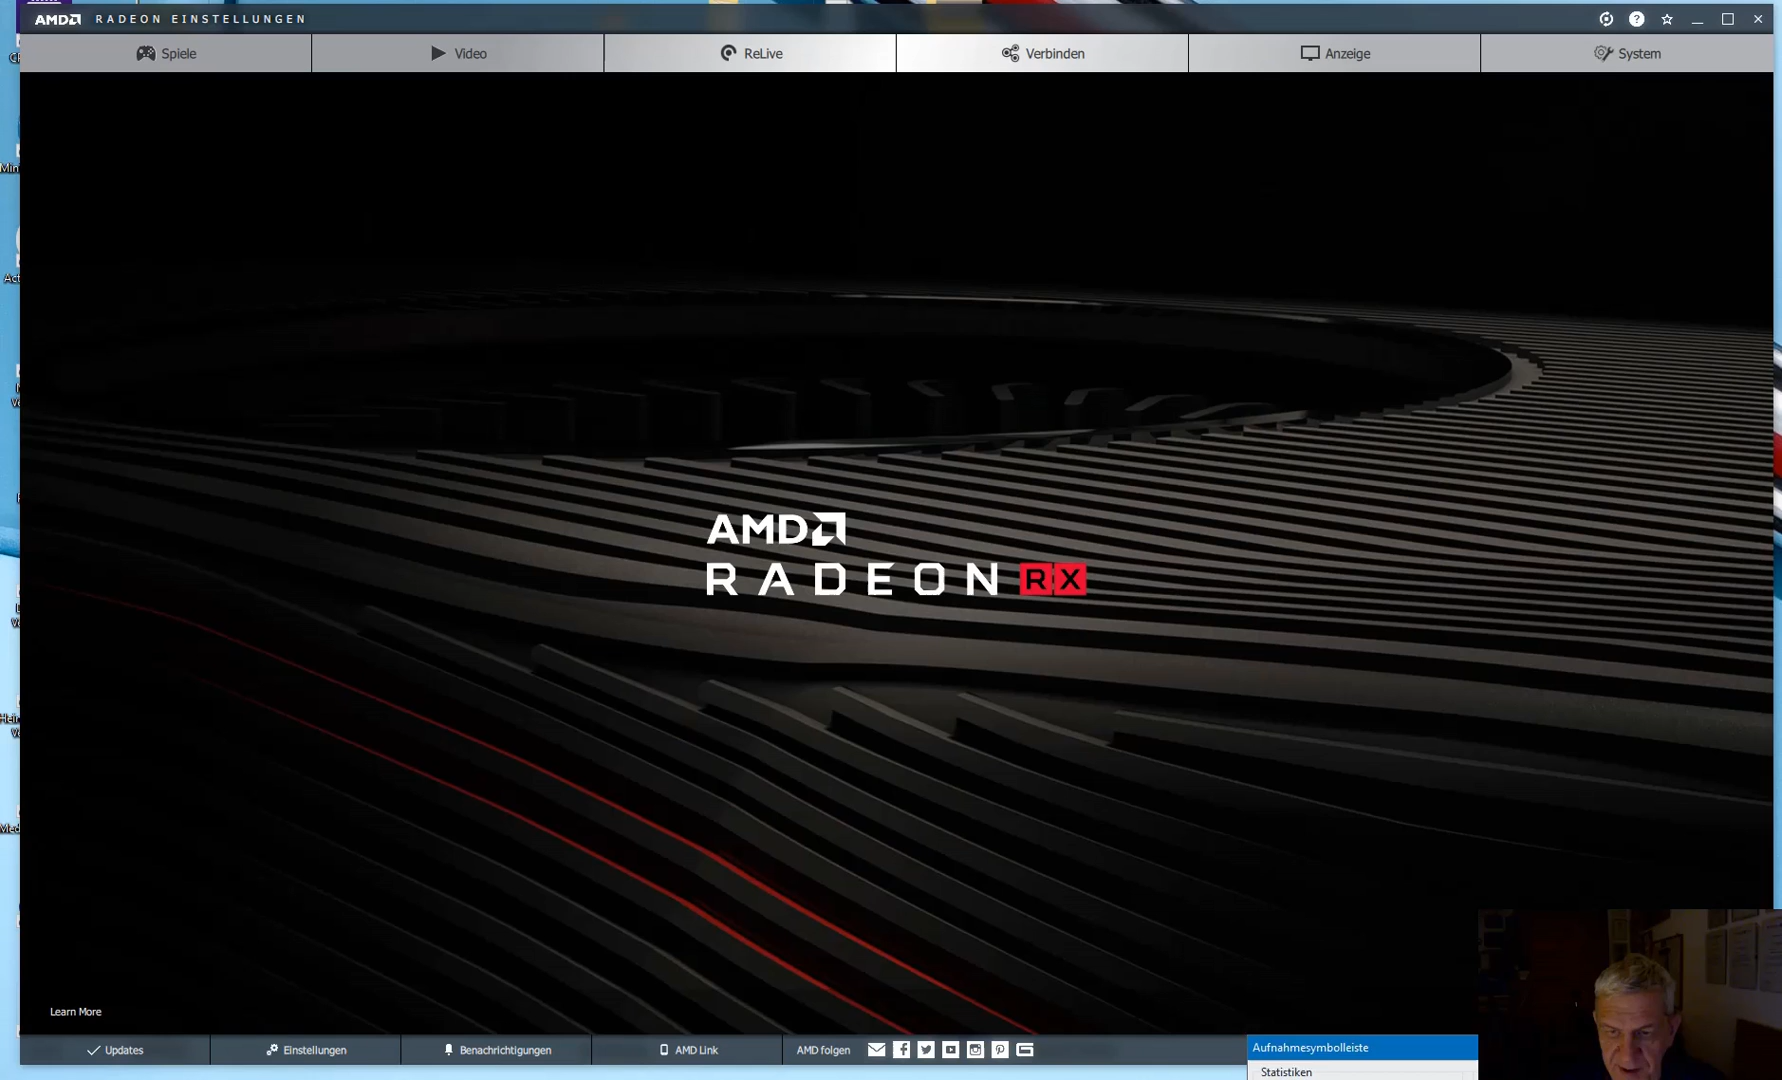 AMD RADEON EINSTELLUNGEN
Spiele
Video
ReLive
Verbinden
Anzeige
System
AMD
RADEON RX
Learn More
Updates
Einstellungen
Benachrichtigungen
AMD Link
AMD folgen
Aufnahmesymbolleiste
Statistiken